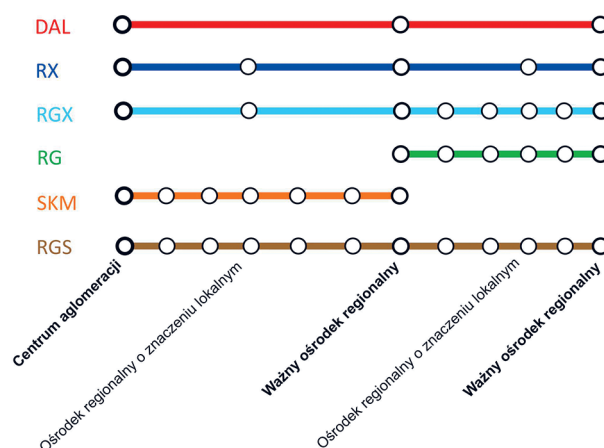 DAL
RX
RGX
RG
SKM
RGS
Centrum aglomeracji
Ośrodek regionalny o znaczeniu lokalnym
Ważny ośrodek regionalny
Ośrodek regionalny o znaczeniu lokalnym
Ważny ośrodek regionalny